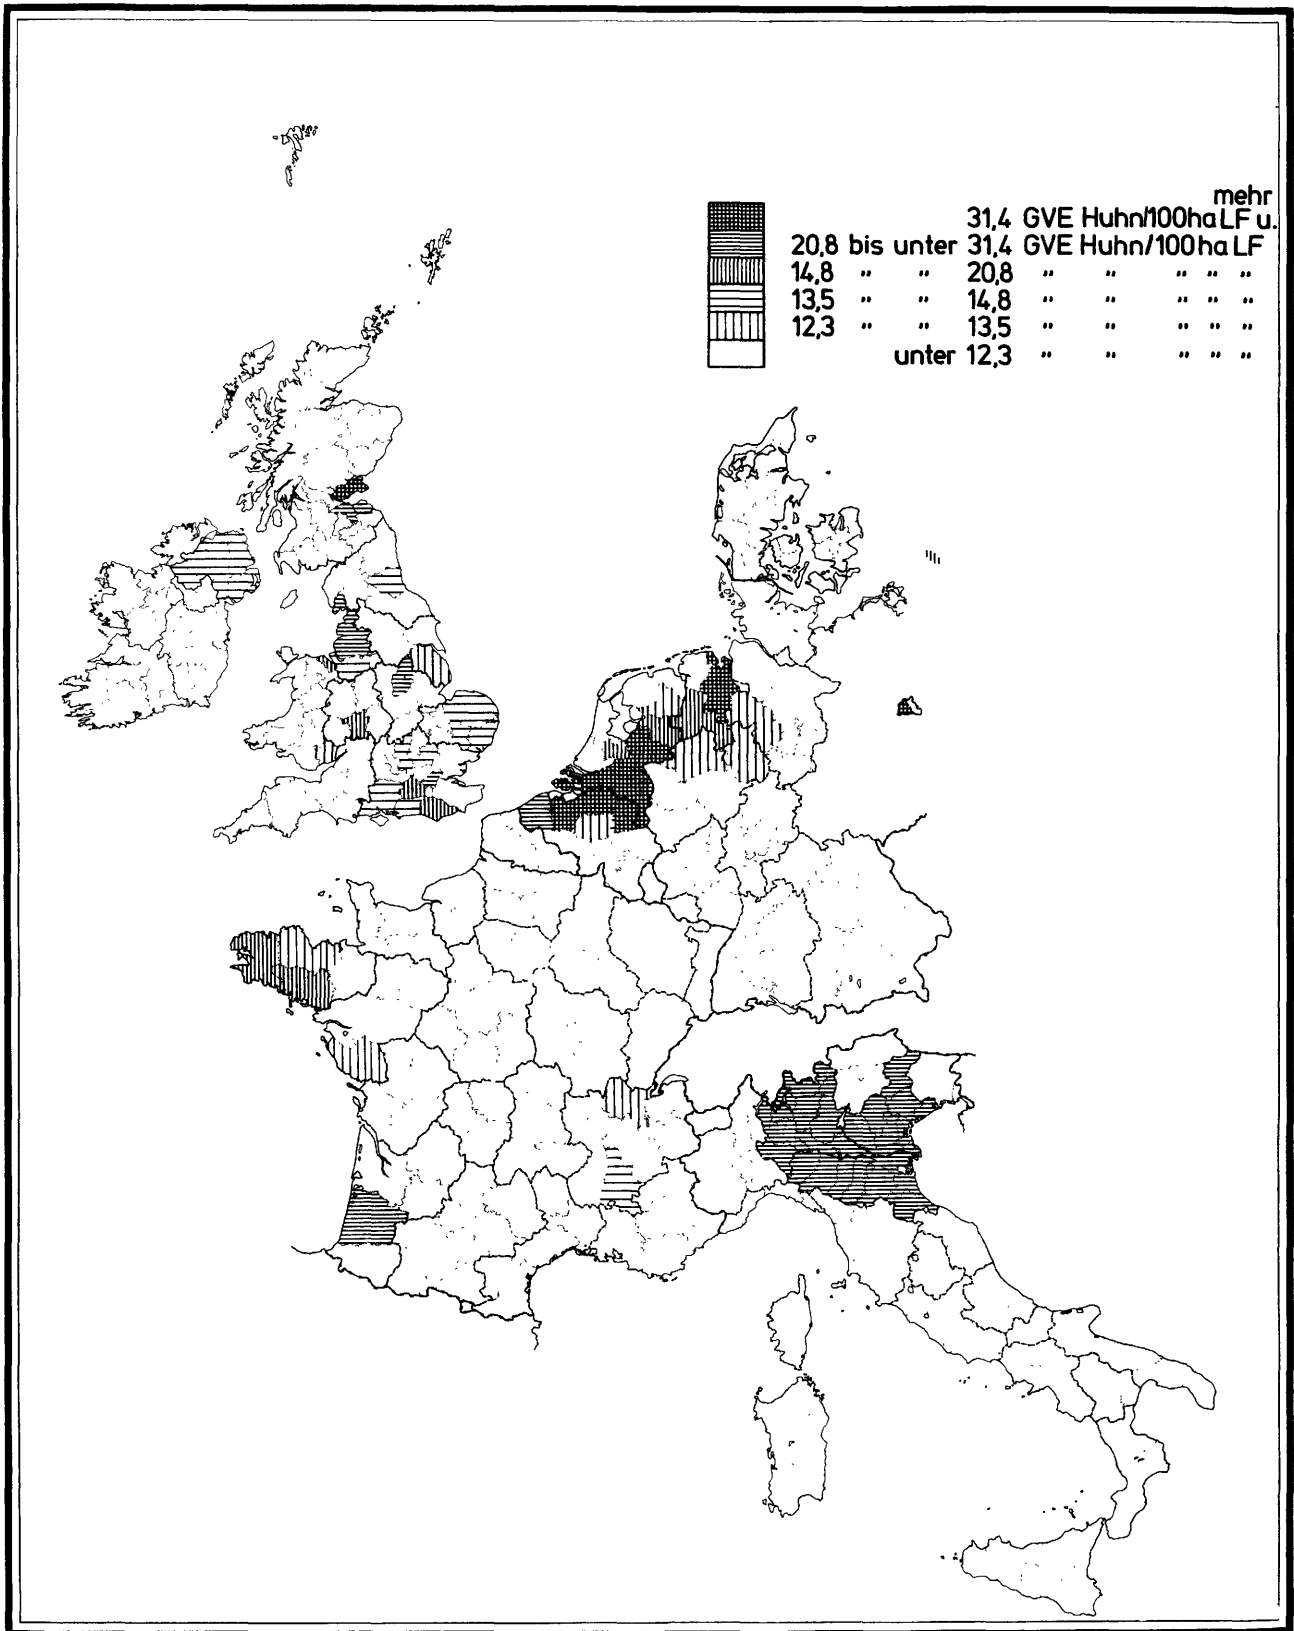 mehr
31,4 GVE Huhn/100ha LF u.
20,8 bis unter 31,4 GVE Huhn/100ha LF
14,8 " " 20,8 " " " " "
13,5 " " 14,8 " " " " "
12,3 " " 13,5 " " " " "
unter 12,3 " " " " "